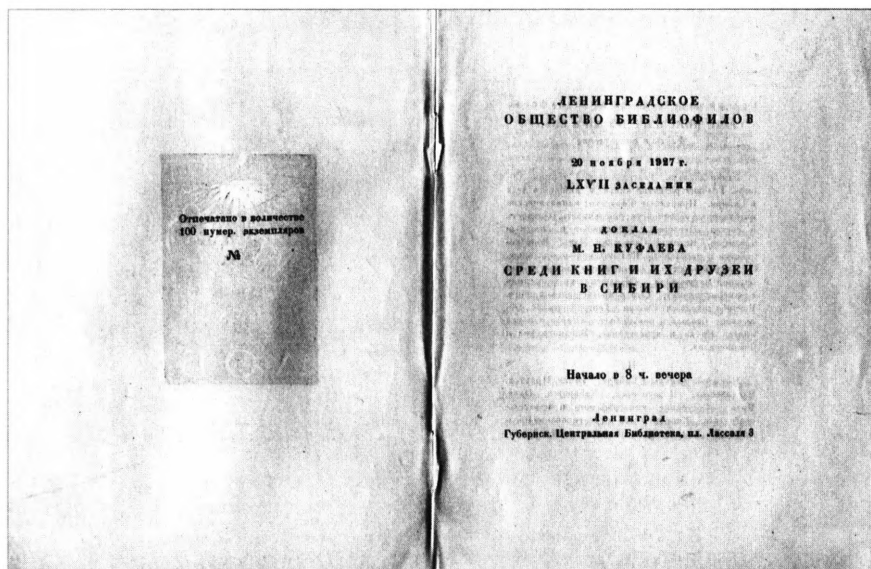 Отпечатано в количестве
100 нумер. экземпляров
№
ЛЕНИНГРАДСКОЕ
ОБЩЕСТВО БИБЛИОФИЛОВ
20 ноября 1927 г.
LXVII ЗАСЕДАНИЕ
ДОКЛАД
М. Н. КУФАЕВА
СРЕДИ КНИГ И ИХ ДРУЗЕЙ
В СИБИРИ
Начало в 8 ч. вечера
Ленинград
Губернск. Центральная Библиотека, пл. Лассаля 3